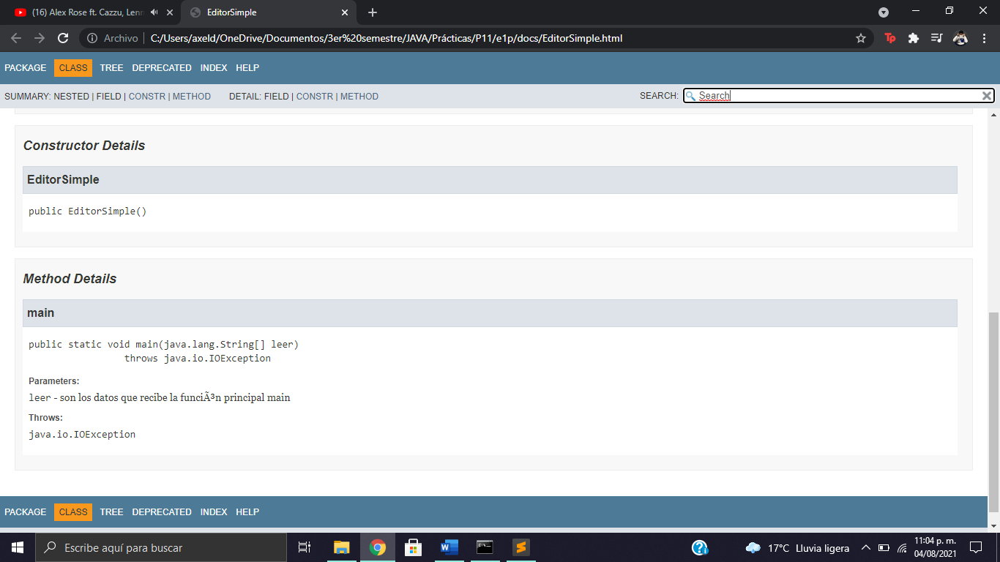 (16) Alex Rose ft. Cazzu, Lenn
EditorSimple
Archivo C:/Users/axeld/OneDrive/Documentos/3er%20semestre/JAVA/Prácticas/P11/e1p/docs/EditorSimple.html
PACKAGE CLASS TREE DEPRECATED INDEX HELP
SUMMARY: NESTED | FIELD | CONSTR | METHOD DETAIL: FIELD | CONSTR | METHOD SEARCH: Search
Constructor Details
EditorSimple
public EditorSimple()
Method Details
main
public static void main(java.lang.String[] leer)
throws java.io.IOException
Parameters:
leer - son los datos que recibe la funciÃ³n principal main
Throws:
java.io.IOException
PACKAGE CLASS TREE DEPRECATED INDEX HELP
Escribe aquí para buscar
17°C Lluvia ligera
11:04 p. m.
04/08/2021